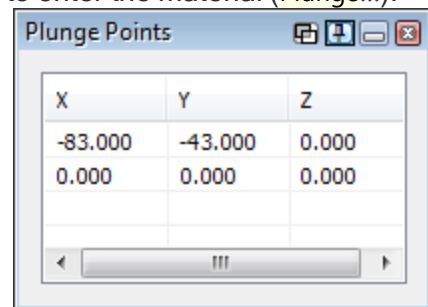 to enter the material (Plunge...).
Plunge Points
X Y Z
-83.000 -43.000 0.000
0.000 0.000 0.000